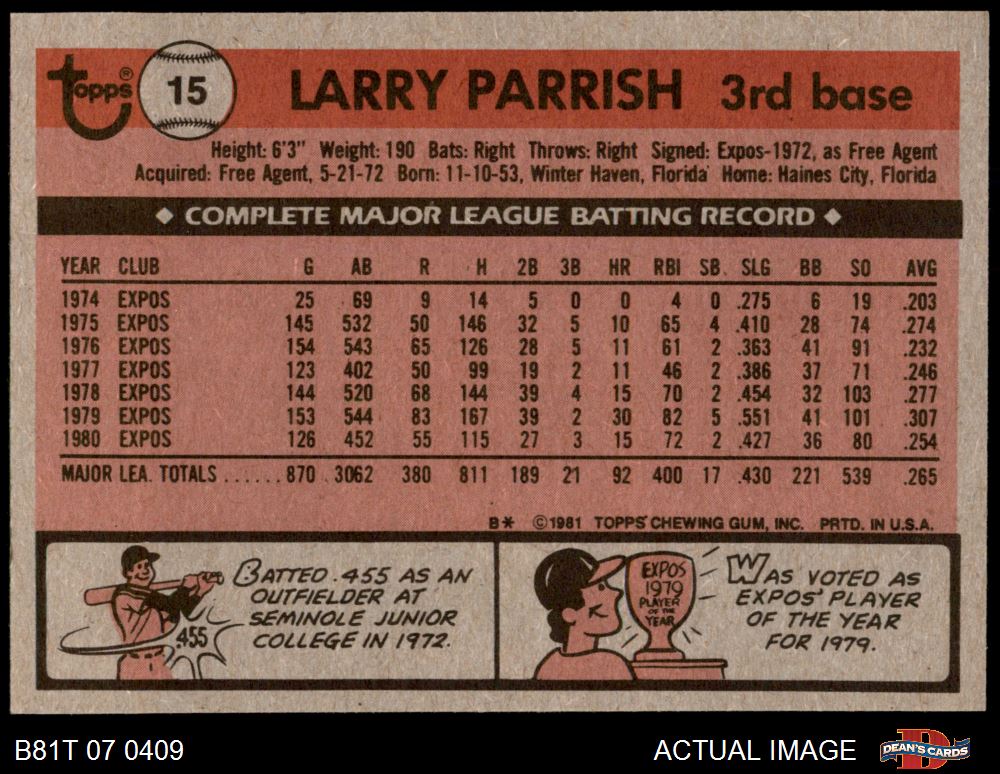 topps® 15 LARRY PARRISH 3rd base
Height: 6'3" Weight: 190 Bats: Right Throws: Right Signed: Expos-1972, as Free Agent
Acquired: Free Agent, 5-21-72 Born: 11-10-53, Winter Haven, Florida Home: Haines City, Florida
◆ COMPLETE MAJOR LEAGUE BATTING RECORD ◆
YEAR CLUB G AB R H 2B 3B HR RBI SB SLG BB SO AVG
1974 EXPOS 25 69 9 14 5 0 0 4 0 .275 6 19 .203
1975 EXPOS 145 532 50 146 32 5 10 65 4 .410 28 74 .274
1976 EXPOS 154 543 65 126 28 5 11 61 2 .363 41 91 .232
1977 EXPOS 123 402 50 99 19 2 11 46 2 .386 37 71 .246
1978 EXPOS 144 520 68 144 39 4 15 70 2 .454 32 103 .277
1979 EXPOS 153 544 83 167 39 2 30 82 5 .551 41 101 .307
1980 EXPOS 126 452 55 115 27 3 15 72 2 .427 36 80 .254
MAJOR LEA. TOTALS ...... 870 3062 380 811 189 21 92 400 17 .430 221 539 .265
B* ©1981 TOPPS CHEWING GUM, INC. PRTD. IN U.S.A.
.455
BATTED .455 AS AN
OUTFIELDER AT
SEMINOLE JUNIOR
COLLEGE IN 1972.
EXPOS
1979
PLAYER
OF THE
YEAR
WAS VOTED AS
EXPOS' PLAYER
OF THE YEAR
FOR 1979.
B81T 07 0409 ACTUAL IMAGE DEAN'S CARDS